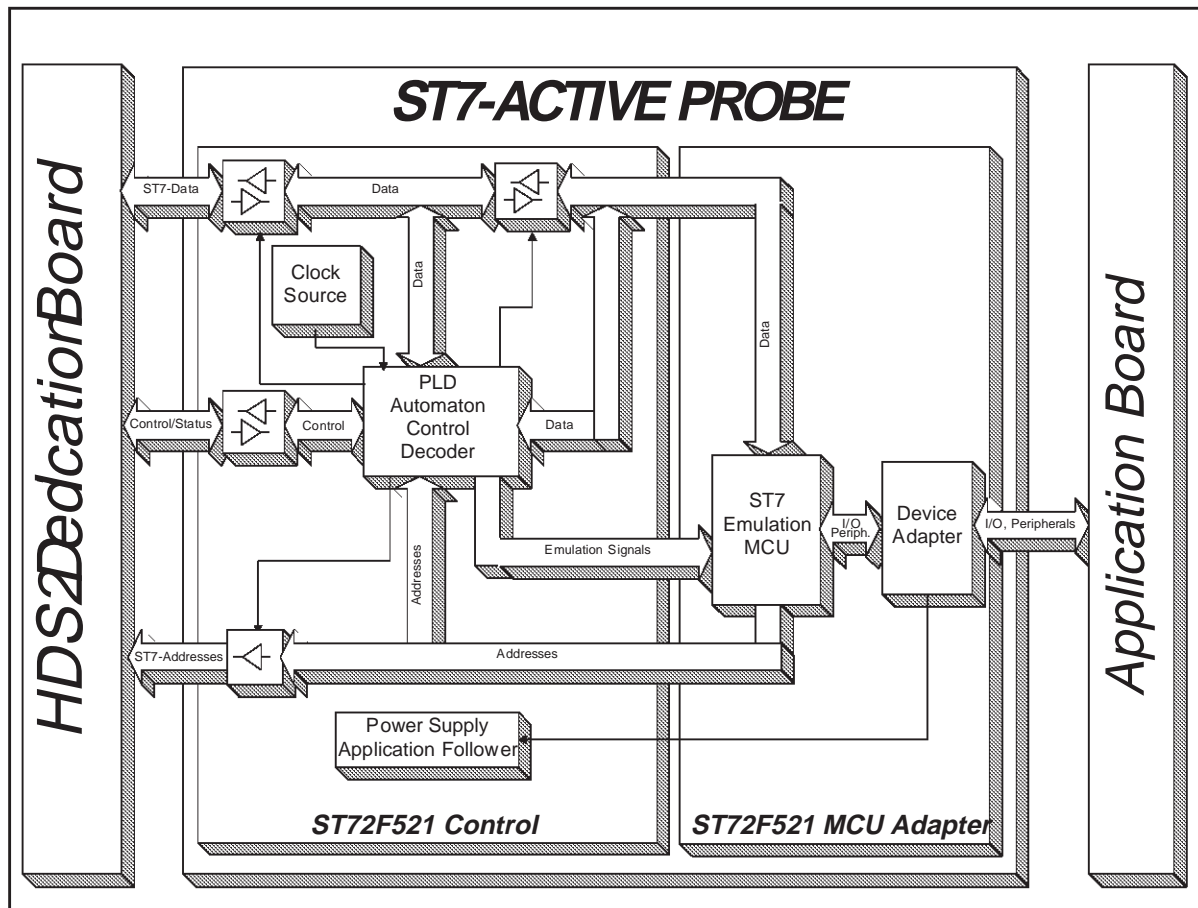 ST7-ACTIVE PROBE
HDS2DedcationBoard
Application Board
ST7-Data
Data
Clock
Source
Data
Data
PLD
Automaton
Control
Decoder
Control/Status
Control
Data
ST7
Emulation
MCU
I/O
Periph.
Device
Adapter
I/O, Peripherals
Emulation Signals
Addresses
ST7-Addresses
Addresses
Power Supply
Application Follower
ST72F521 Control
ST72F521 MCU Adapter